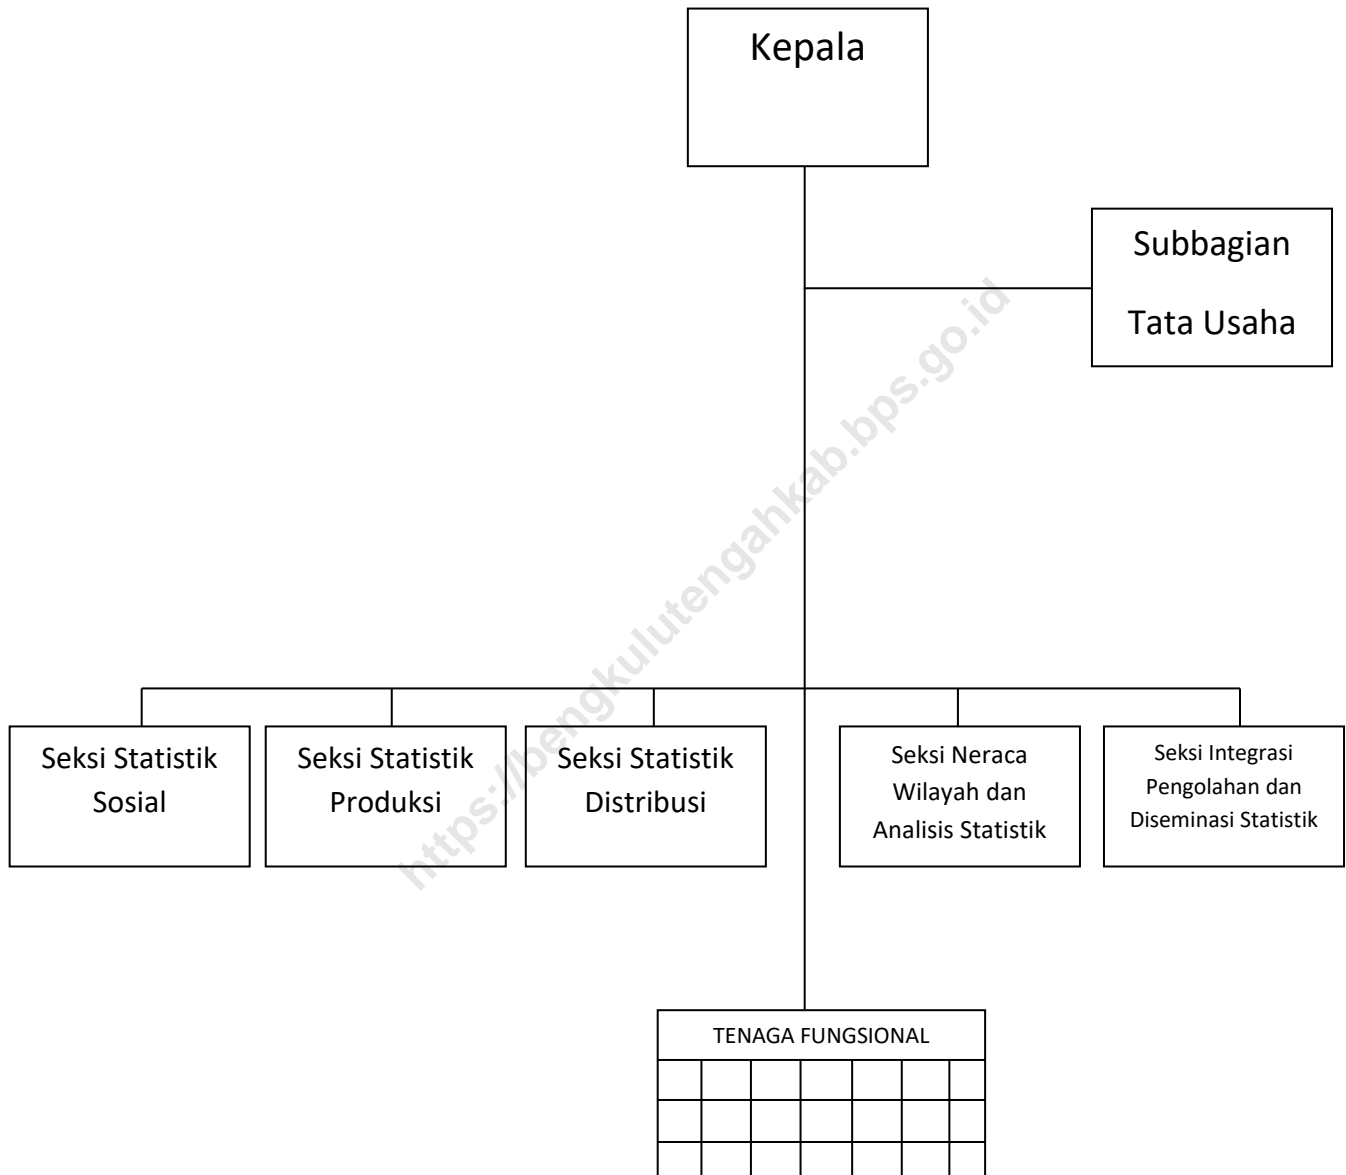 Kepala
Subbagian
Tata Usaha
https://bengkulutengahkab.bps.go.id
Seksi Statistik
Sosial
Seksi Statistik
Produksi
Seksi Statistik
Distribusi
Seksi Neraca
Wilayah dan
Analisis Statistik
Seksi Integrasi
Pengolahan dan
Diseminasi Statistik
TENAGA FUNGSIONAL